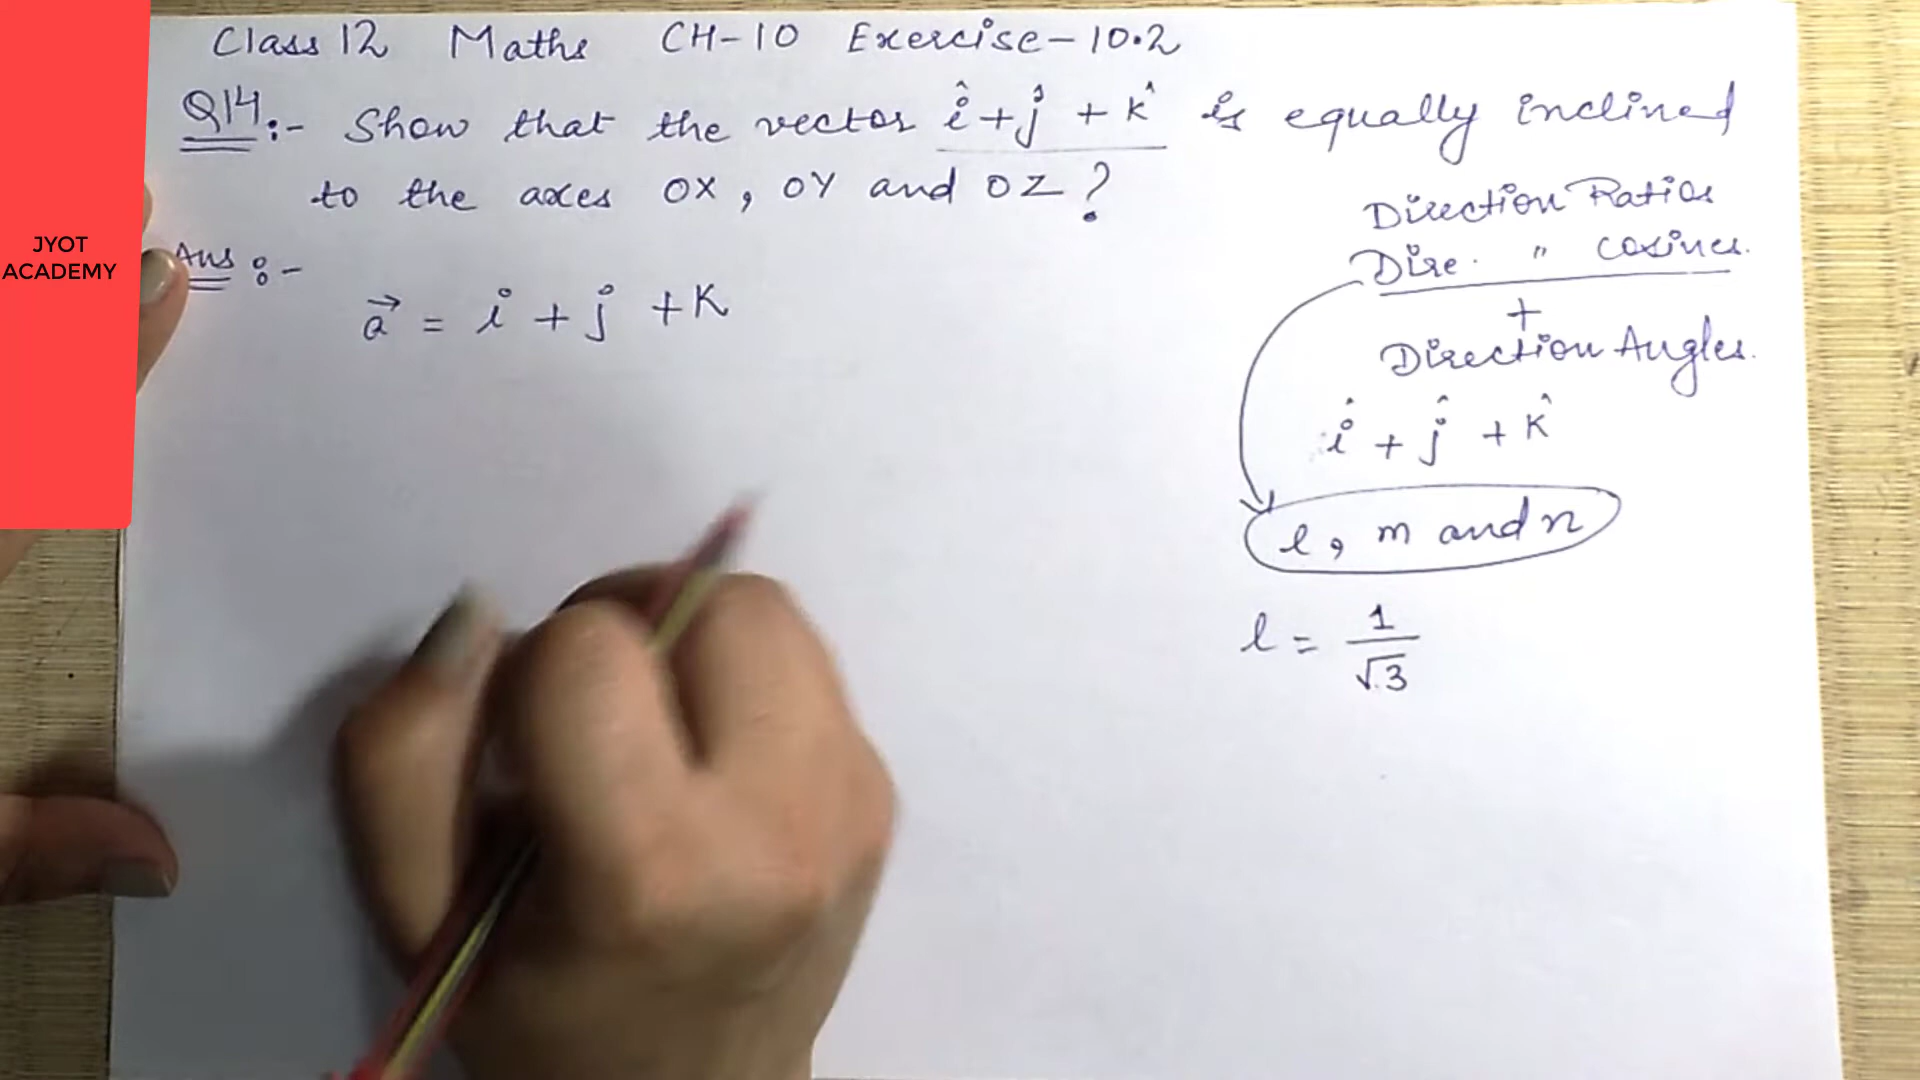 Class 12 Maths CH-10 Exercise-10.2
Q14:- Show that the vector î + ĵ + k̂ is equally inclined
to the axes OX, OY and OZ?
Ans:-
a⃗ = i + j + k
Direction Ratios
Dire. " cosines.
+
Direction Angles.
î + ĵ + k̂
l, m and n
l = 1/√3
JYOT
ACADEMY